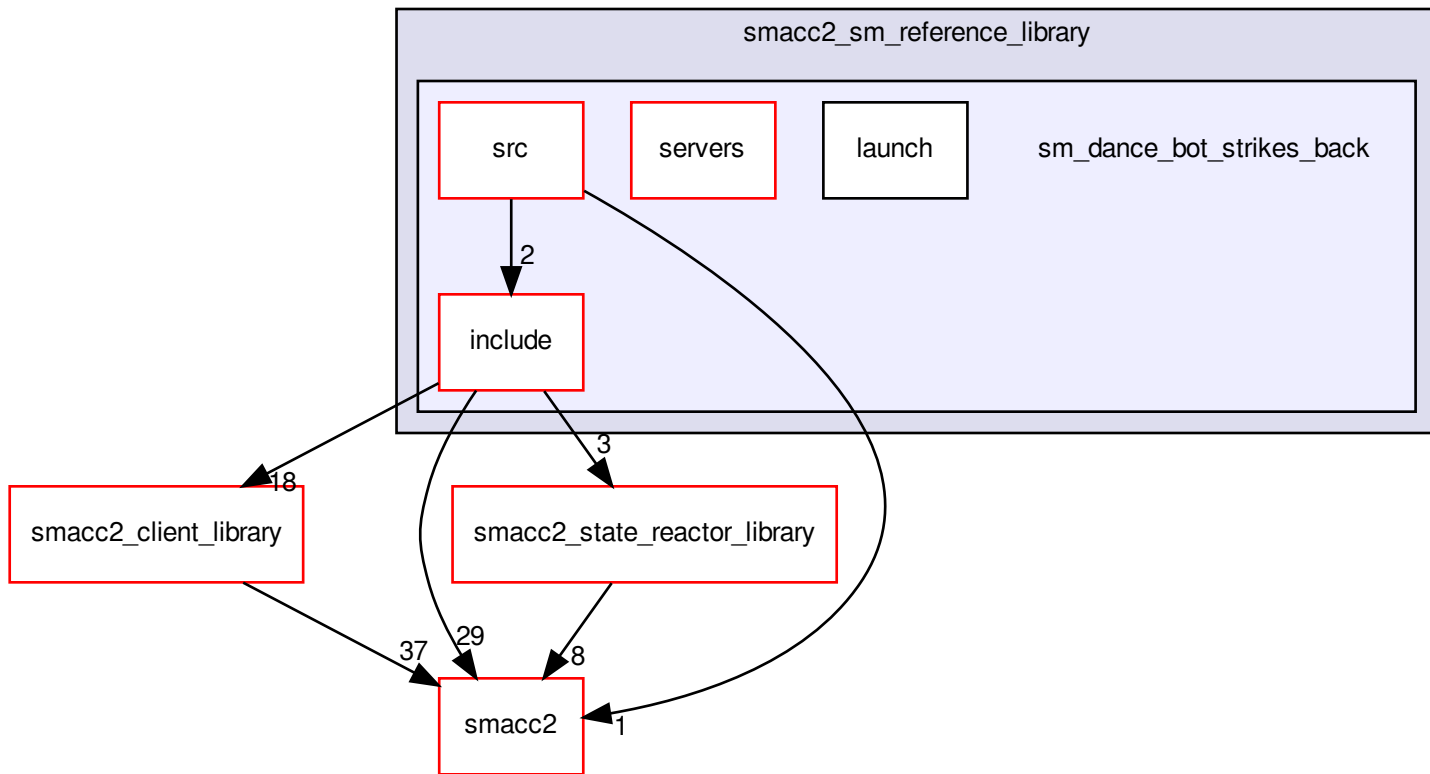 smacc2_sm_reference_library
src
servers
launch
sm_dance_bot_strikes_back
2
include
3
18
smacc2_client_library
smacc2_state_reactor_library
37
29
8
smacc2
1